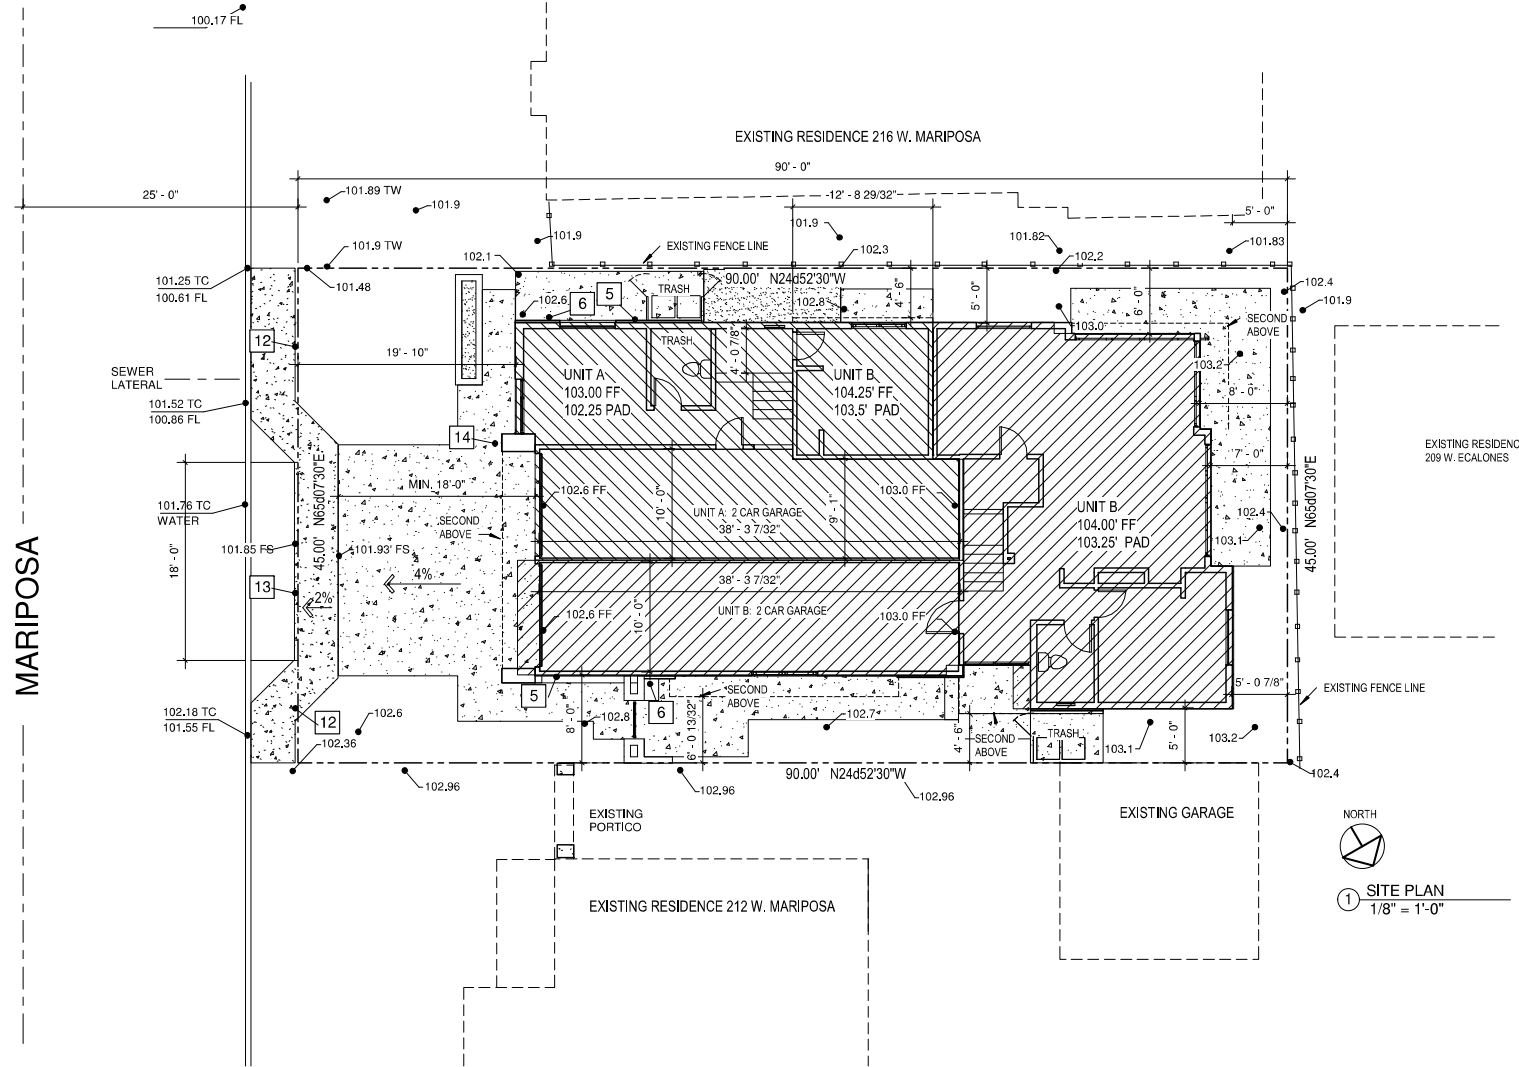 100.17 FL
EXISTING RESIDENCE 216 W. MARIPOSA
90' - 0"
25' - 0"
101.89 TW
101.9
12' - 8 29/32"
5' - 0"
101.9
101.9
101.82
101.83
101.9 TW
102.1
EXISTING FENCE LINE
102.3
102.2
101.25 TC
100.61 FL
101.48
90.00' N24d52'30"W
102.4
101.9
TRASH
102.6
6
5
102.8
4' - 6"
5' - 0"
6' - 0"
103.0
SECOND
ABOVE
12
19' - 10"
TRASH
4' - 0 7/8"
103.2
SEWER
LATERAL
UNIT A
103.00 FF
102.25 PAD
UNIT B
104.25' FF
103.5' PAD
8' - 0"
101.52 TC
100.86 FL
14
7' - 0"
EXISTING RESIDENC
209 W. ECALONES
MARIPOSA
45.00' N65d07'30"E
MIN. 18'-0"
102.6 FF
103.0 FF
101.76 TC
WATER
SECOND
ABOVE
10' - 0"
UNIT A: 2 CAR GARAGE
38' - 3 7/32"
9' - 1"
UNIT B
104.00' FF
103.25' PAD
102.4
103.1
45.00' N65d07'30"E
18' - 0"
101.85 FS
101.93' FS
4%
2%
13
38' - 3 7/32"
10' - 0"
102.6 FF
UNIT B: 2 CAR GARAGE
103.0 FF
5
6
SECOND
ABOVE
5' - 0 7/8"
EXISTING FENCE LINE
102.18 TC
101.55 FL
12
102.6
102.36
8' - 0"
102.8
6' - 0 13/32"
102.7
4' - 6"
SECOND
ABOVE
TRASH
103.1
5' - 0"
103.2
102.96
102.96
90.00' N24d52'30"W
102.96
102.4
EXISTING
PORTICO
EXISTING GARAGE
NORTH
EXISTING RESIDENCE 212 W. MARIPOSA
1
SITE PLAN
1/8" = 1'-0"